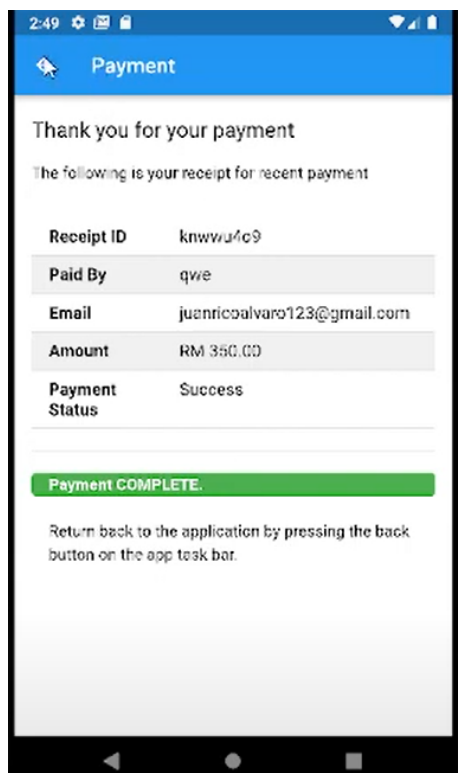 2:49
Payment
Thank you for your payment
The following is your receipt for recent payment
Receipt ID knwwu4o9
Paid By qwe
Email juanricoalvaro123@gmail.com
Amount RM 350.00
Payment Success
Status
Payment COMPLETE.
Return back to the application by pressing the back
button on the app task bar.